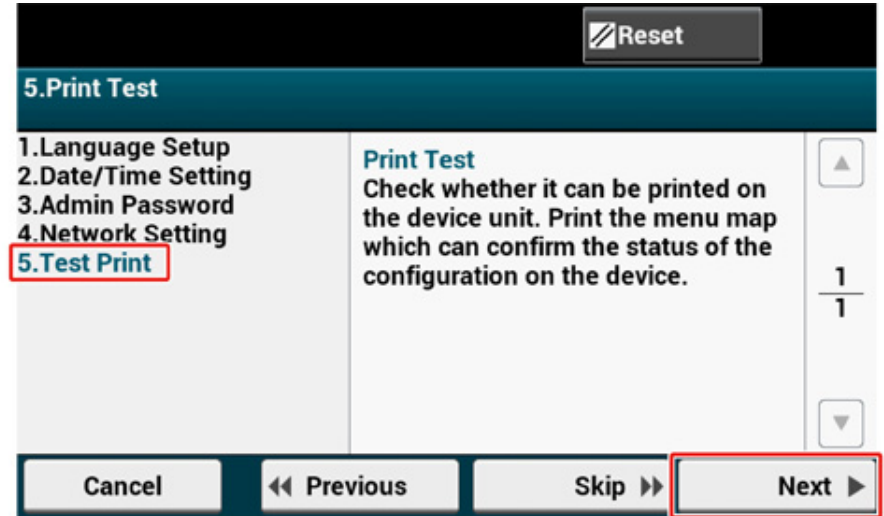 Reset
5.Print Test
1.Language Setup
2.Date/Time Setting
3.Admin Password
4.Network Setting
5.Test Print
Print Test
Check whether it can be printed on
the device unit. Print the menu map
which can confirm the status of the
configuration on the device.
1
1
Cancel
Previous
Skip
Next